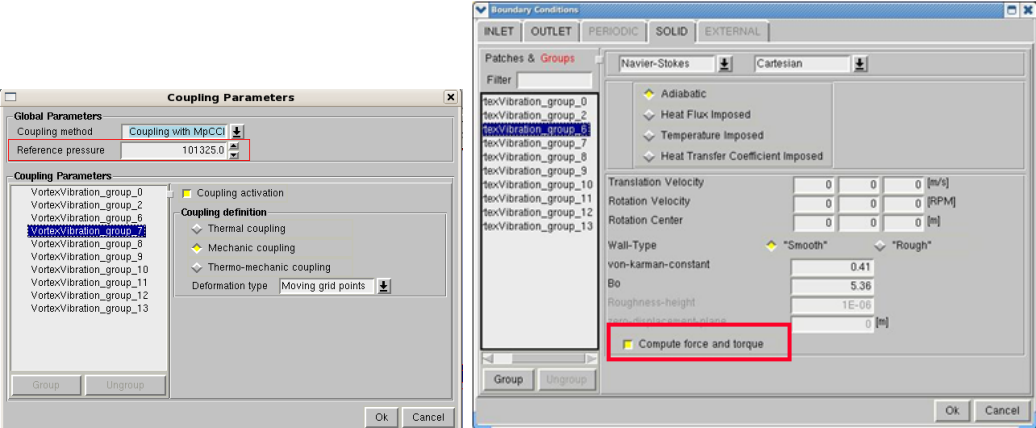 Coupling Parameters
Global Parameters
Coupling method Coupling with MpCCI
Reference pressure 101325.0
Coupling Parameters
VortexVibration_group_0
VortexVibration_group_2
VortexVibration_group_6
VortexVibration_group_7
VortexVibration_group_8
VortexVibration_group_9
VortexVibration_group_10
VortexVibration_group_11
VortexVibration_group_12
VortexVibration_group_13
Coupling activation
Coupling definition
Thermal coupling
Mechanic coupling
Thermo-mechanic coupling
Deformation type Moving grid points
Group Ungroup
Ok Cancel
Boundary Conditions
INLET OUTLET PERIODIC SOLID EXTERNAL
Patches & Groups
Filter
texVibration_group_0
texVibration_group_2
texVibration_group_6
texVibration_group_7
texVibration_group_8
texVibration_group_9
texVibration_group_10
texVibration_group_11
texVibration_group_12
texVibration_group_13
Group Ungroup
Navier-Stokes Cartesian
Adiabatic
Heat Flux Imposed
Temperature Imposed
Heat Transfer Coefficient Imposed
Translation Velocity 0 0 0 [m/s]
Rotation Velocity 0 0 0 [RPM]
Rotation Center 0 0 0 [m]
Wall-Type "Smooth" "Rough"
von-karman-constant 0.41
Bo 5.36
Roughness-height 1E-06
zero-displacement-plane 0 [m]
Compute force and torque
Ok Cancel